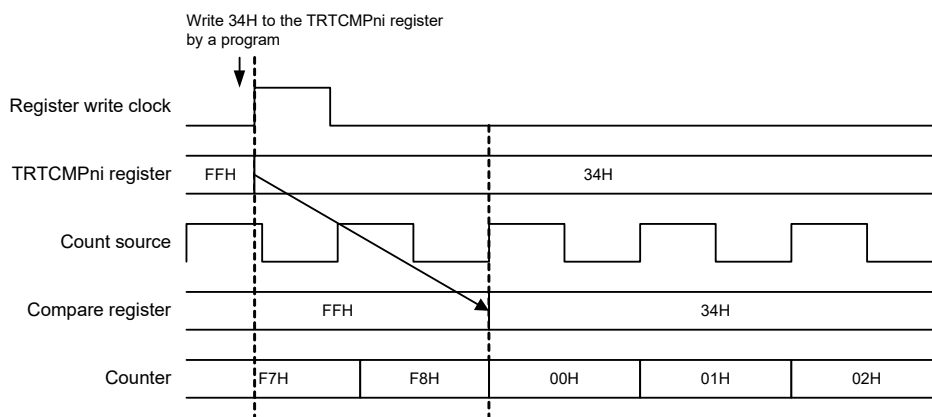 Write 34H to the TRTCMPni register
by a program
Register write clock
TRTCMPni register
FFH
34H
Count source
Compare register
FFH
34H
Counter
F7H
F8H
00H
01H
02H